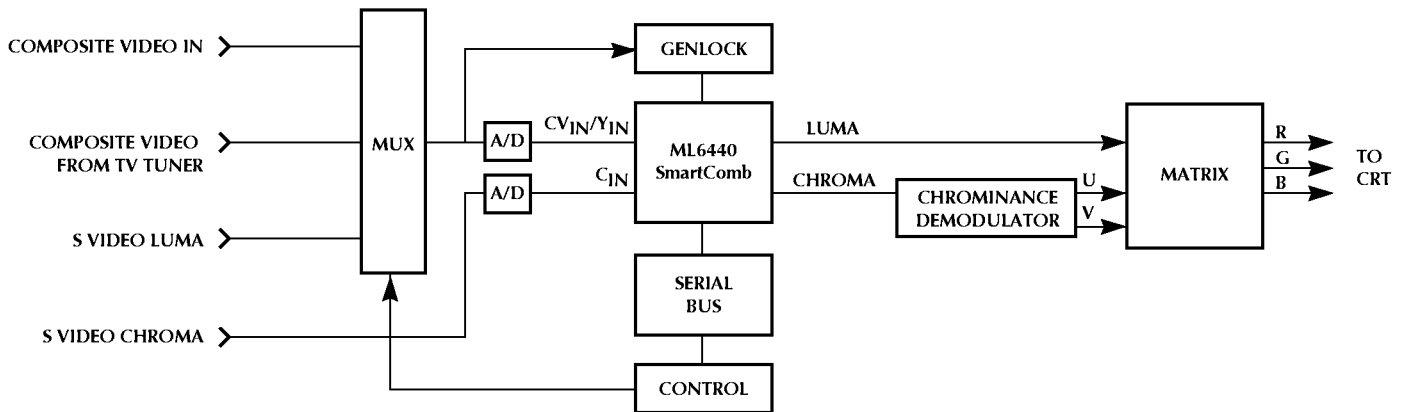 COMPOSITE VIDEO IN
COMPOSITE VIDEO
FROM TV TUNER
S VIDEO LUMA
S VIDEO CHROMA
MUX
GENLOCK
A/D
CVIN/YIN
A/D
CIN
ML6440
SmartComb
SERIAL
BUS
CONTROL
LUMA
CHROMA
CHROMINANCE
DEMODULATOR
U
V
MATRIX
R
G
B
TO
CRT